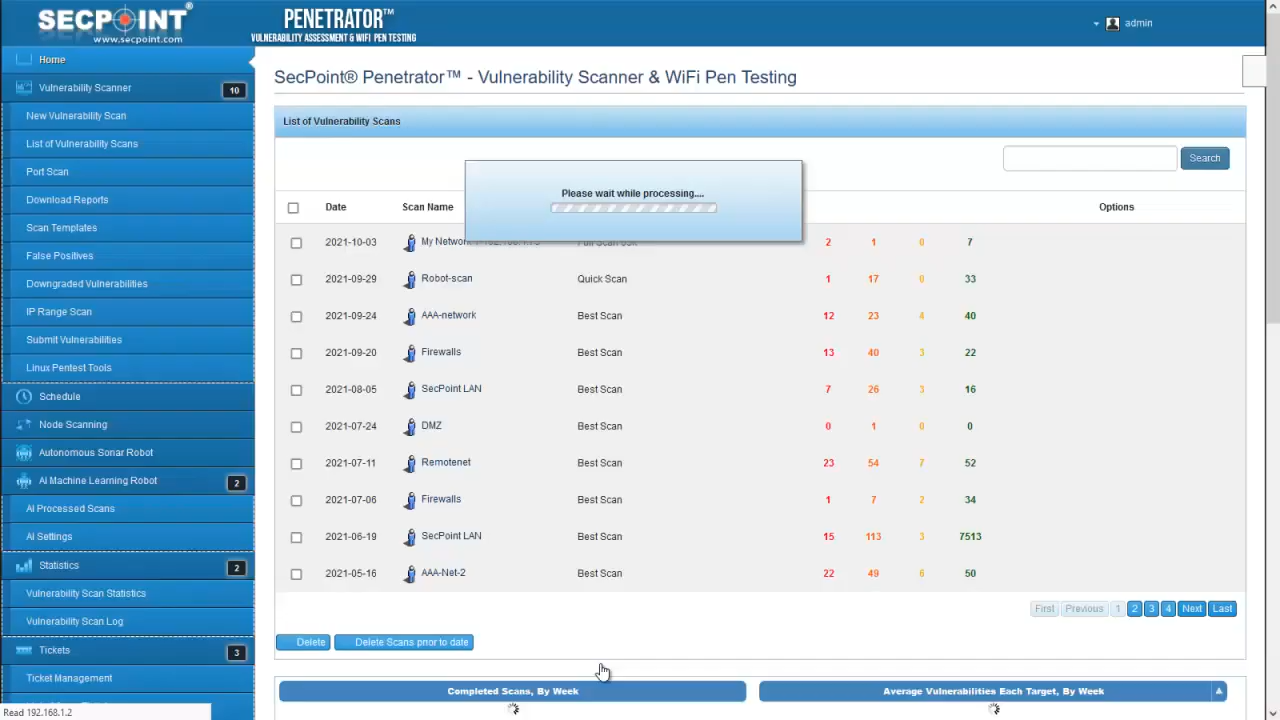 SECPOINT®
www.secpoint.com
PENETRATOR™
VULNERABILITY ASSESSMENT & WIFI PEN TESTING
admin
Home
Vulnerability Scanner 10
New Vulnerability Scan
List of Vulnerability Scans
Port Scan
Download Reports
Scan Templates
False Positives
Downgraded Vulnerabilities
IP Range Scan
Submit Vulnerabilities
Linux Pentest Tools
Schedule
Node Scanning
Autonomous Sonar Robot
Ai Machine Learning Robot 2
AI Processed Scans
AI Settings
Statistics 2
Vulnerability Scan Statistics
Vulnerability Scan Log
Tickets 3
Ticket Management
Read 192.168.1.2
SecPoint® Penetrator™ - Vulnerability Scanner & WiFi Pen Testing
List of Vulnerability Scans
Search
Please wait while processing....
Date Scan Name Options
2021-10-03 My Network 2 1 0 7
2021-09-29 Robot-scan Quick Scan 1 17 0 33
2021-09-24 AAA-network Best Scan 12 23 4 40
2021-09-20 Firewalls Best Scan 13 40 3 22
2021-08-05 SecPoint LAN Best Scan 7 26 3 16
2021-07-24 DMZ Best Scan 0 1 0 0
2021-07-11 Remotenet Best Scan 23 54 7 52
2021-07-06 Firewalls Best Scan 1 7 2 34
2021-06-19 SecPoint LAN Best Scan 15 113 3 7513
2021-05-16 AAA-Net-2 Best Scan 22 49 6 50
First Previous 1 2 3 4 Next Last
Delete Delete Scans prior to date
Completed Scans, By Week Average Vulnerabilities Each Target, By Week